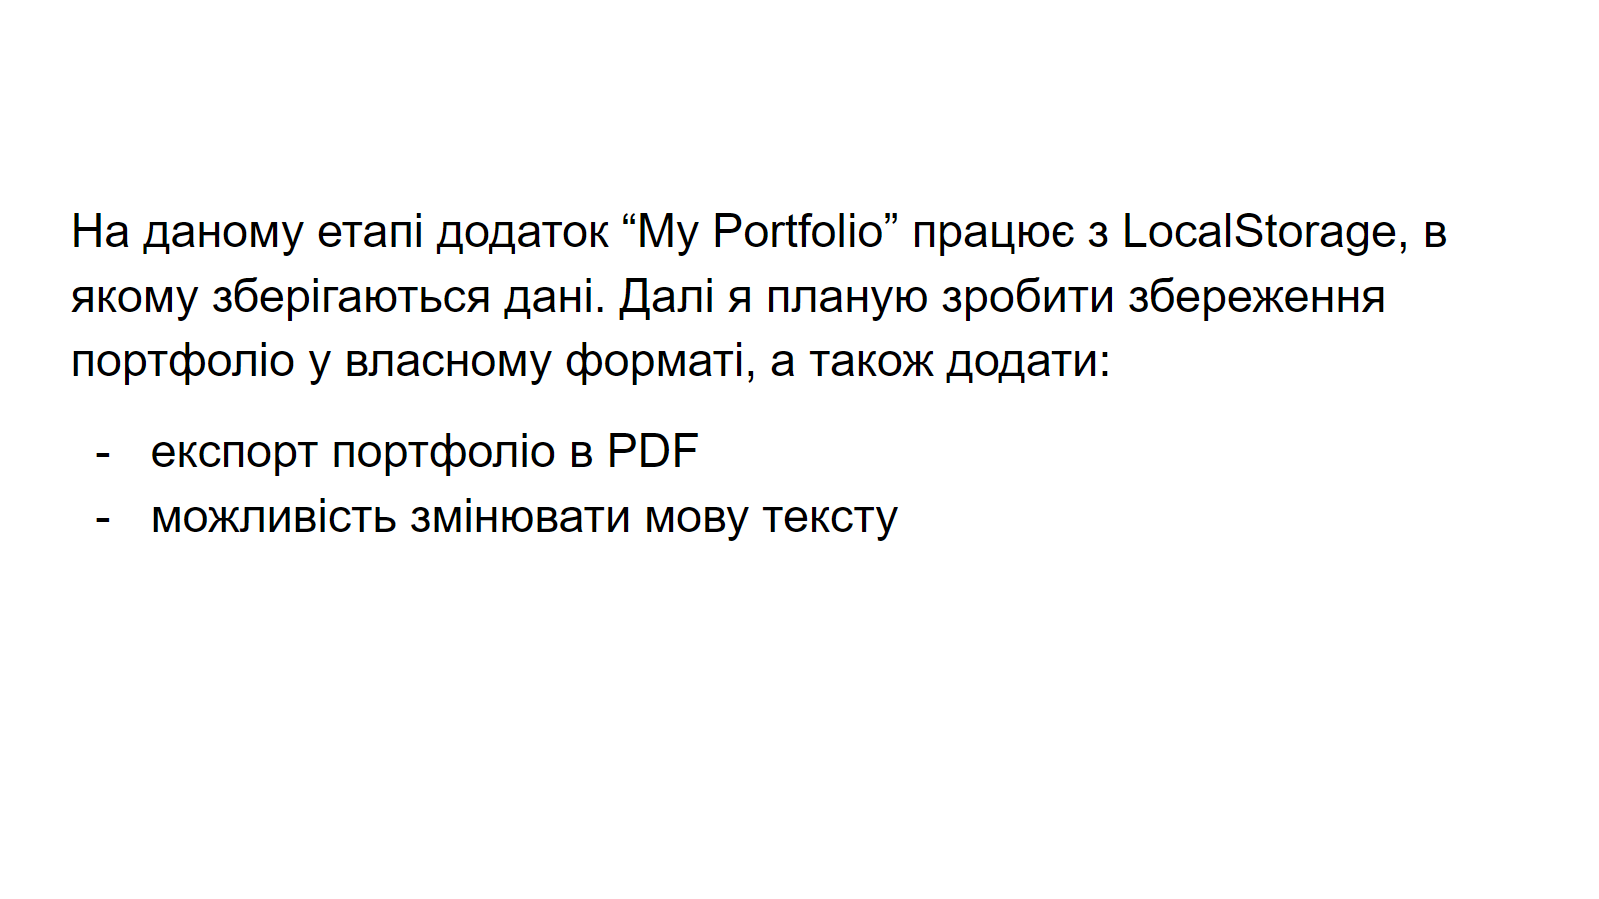 На даному етапі додаток “My Portfolio” працює з LocalStorage, в
якому зберігаються дані. Далі я планую зробити збереження
портфоліо у власному форматі, а також додати:
- експорт портфоліо в PDF
- можливість змінювати мову тексту